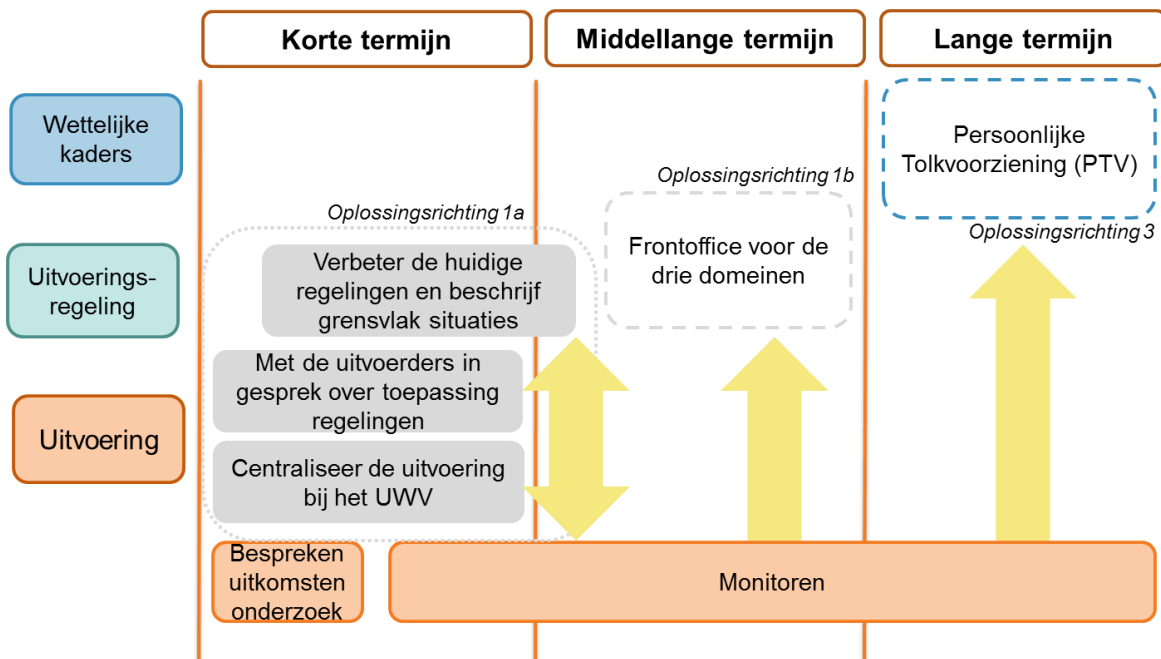 Korte termijn
Middellange termijn
Lange termijn
Wettelijke
kaders
Persoonlijke
Tolkvoorziening (PTV)
Oplossingsrichting 1b
Oplossingsrichting 1a
Oplossingsrichting 3
Uitvoerings-
regeling
Verbeter de huidige
regelingen en beschrijf
grensvlak situaties
Frontoffice voor de
drie domeinen
Uitvoering
Met de uitvoerders in
gesprek over toepassing
regelingen
Centraliseer de uitvoering
bij het UWV
Bespreken
uitkomsten
onderzoek
Monitoren